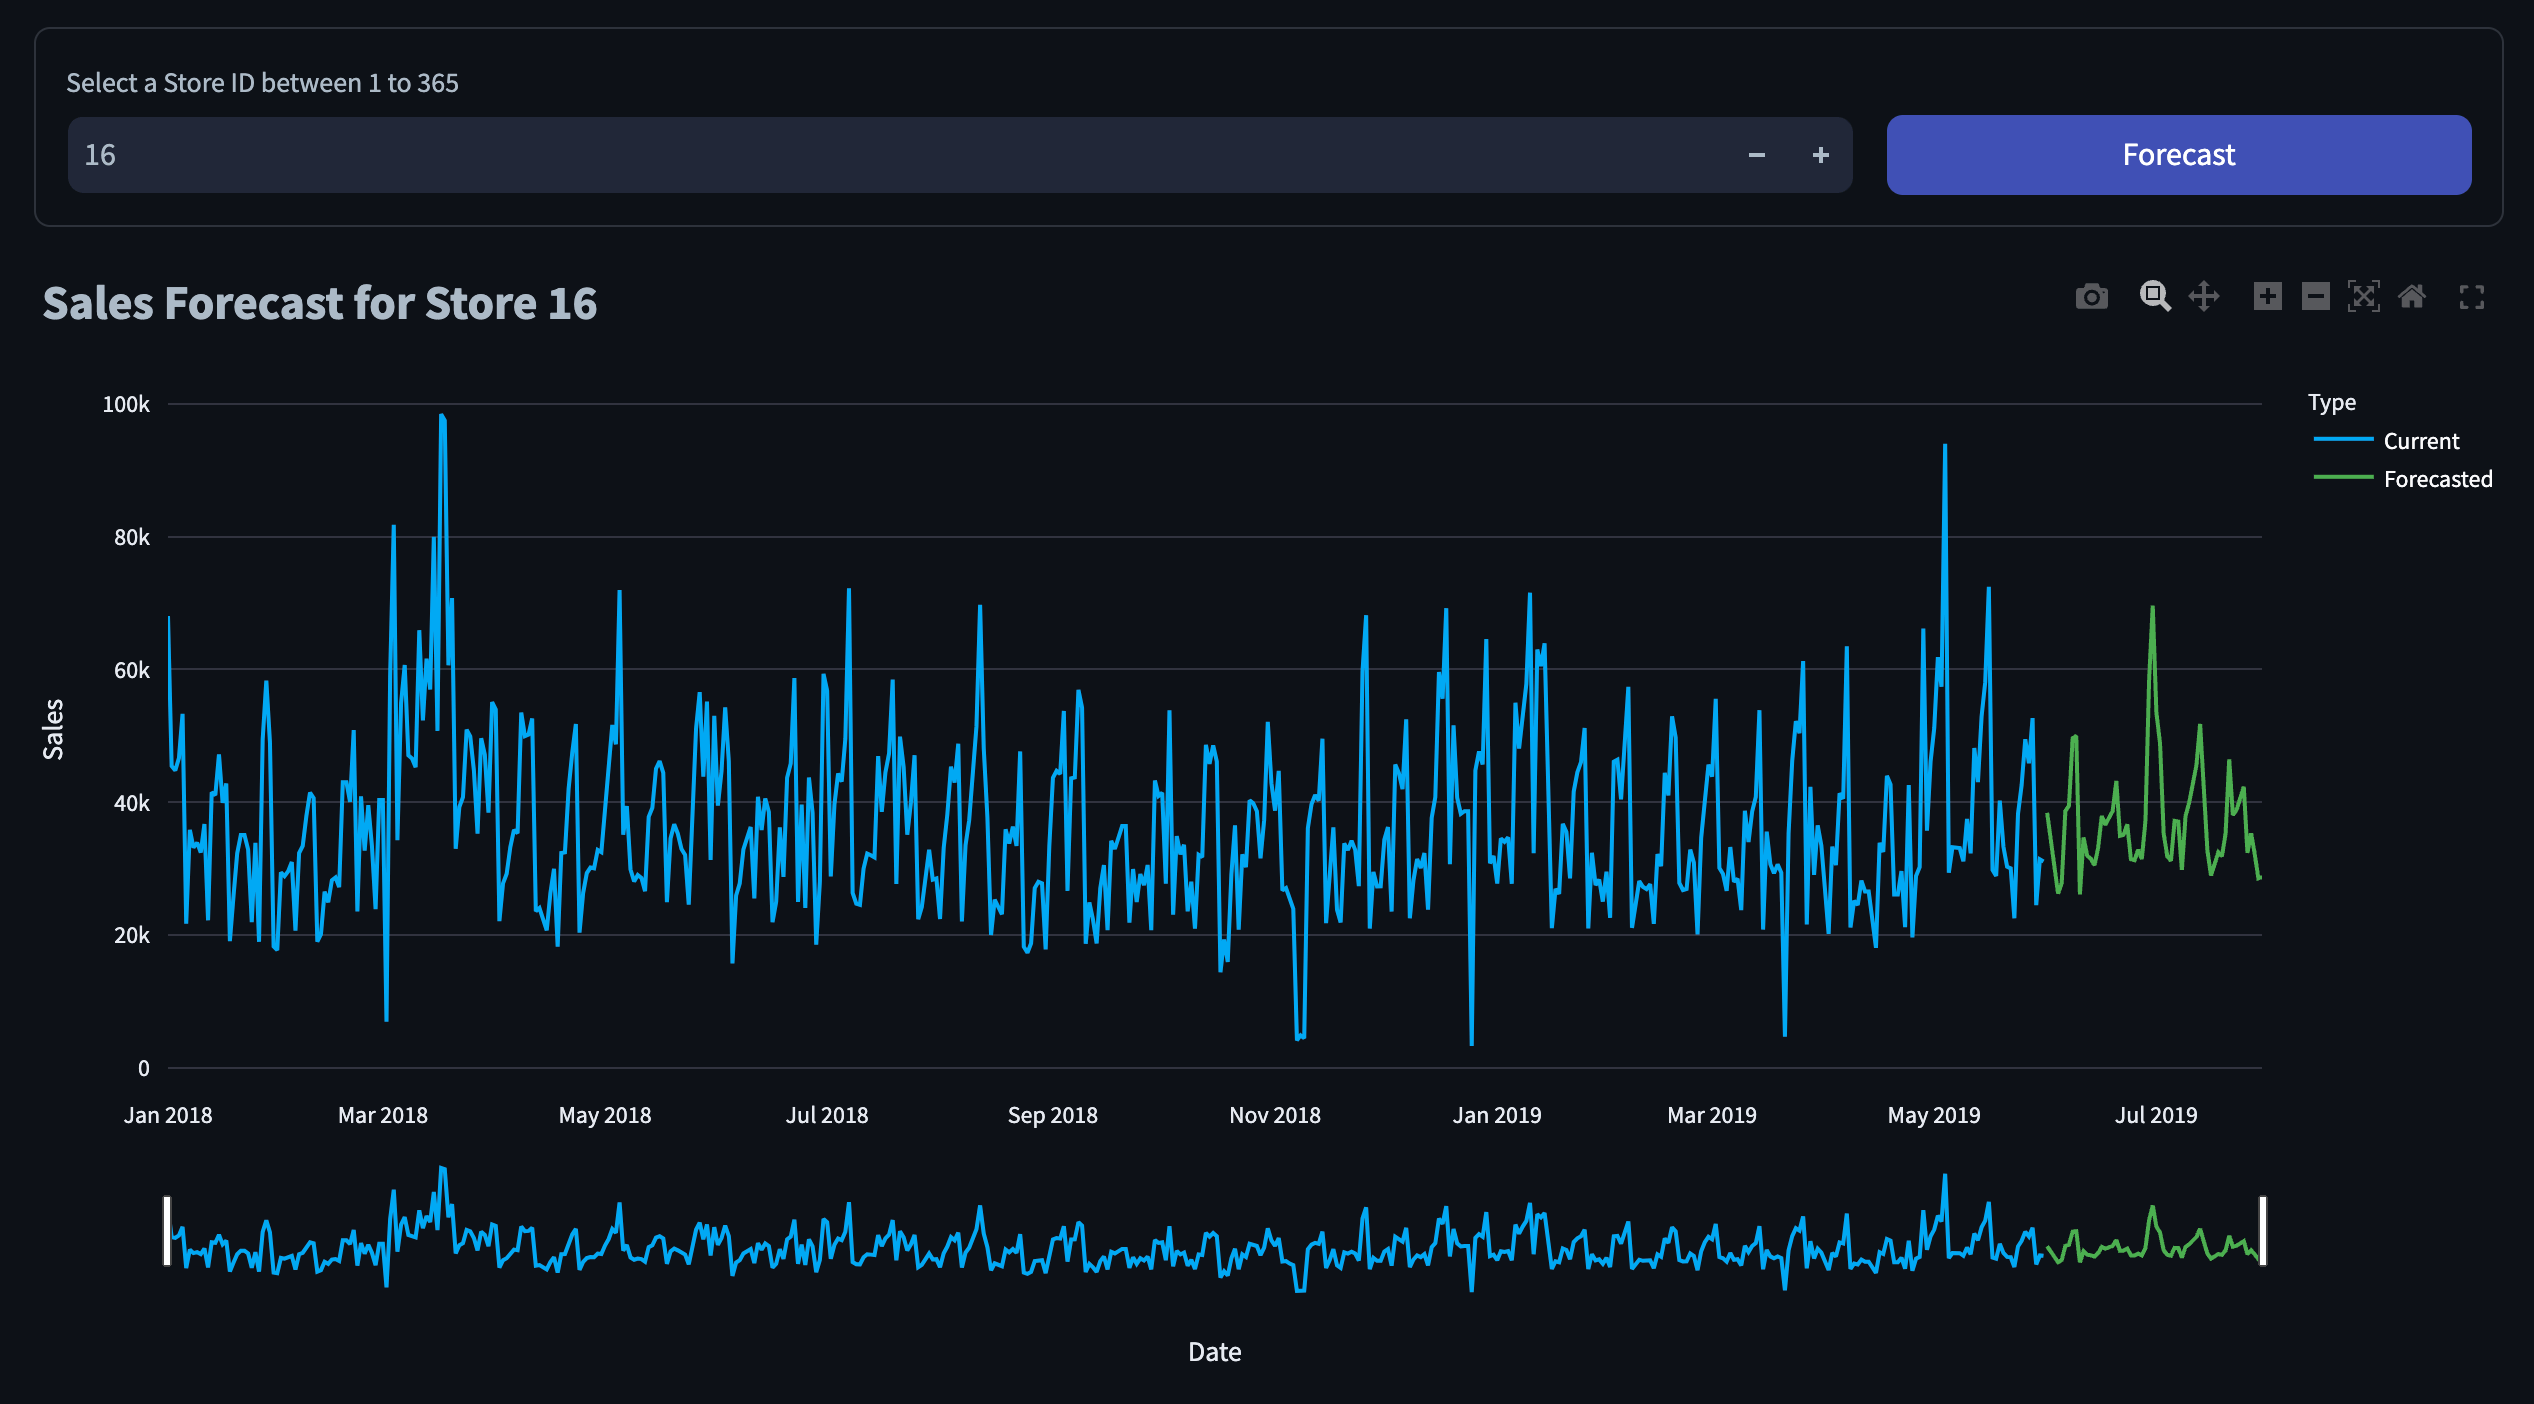 Select a Store ID between 1 to 365
16
Forecast
Sales Forecast for Store 16
Type
Current
Forecasted
100k
80k
60k
40k
20k
0
Sales
Jan 2018 Mar 2018 May 2018 Jul 2018 Sep 2018 Nov 2018 Jan 2019 Mar 2019 May 2019 Jul 2019
Date